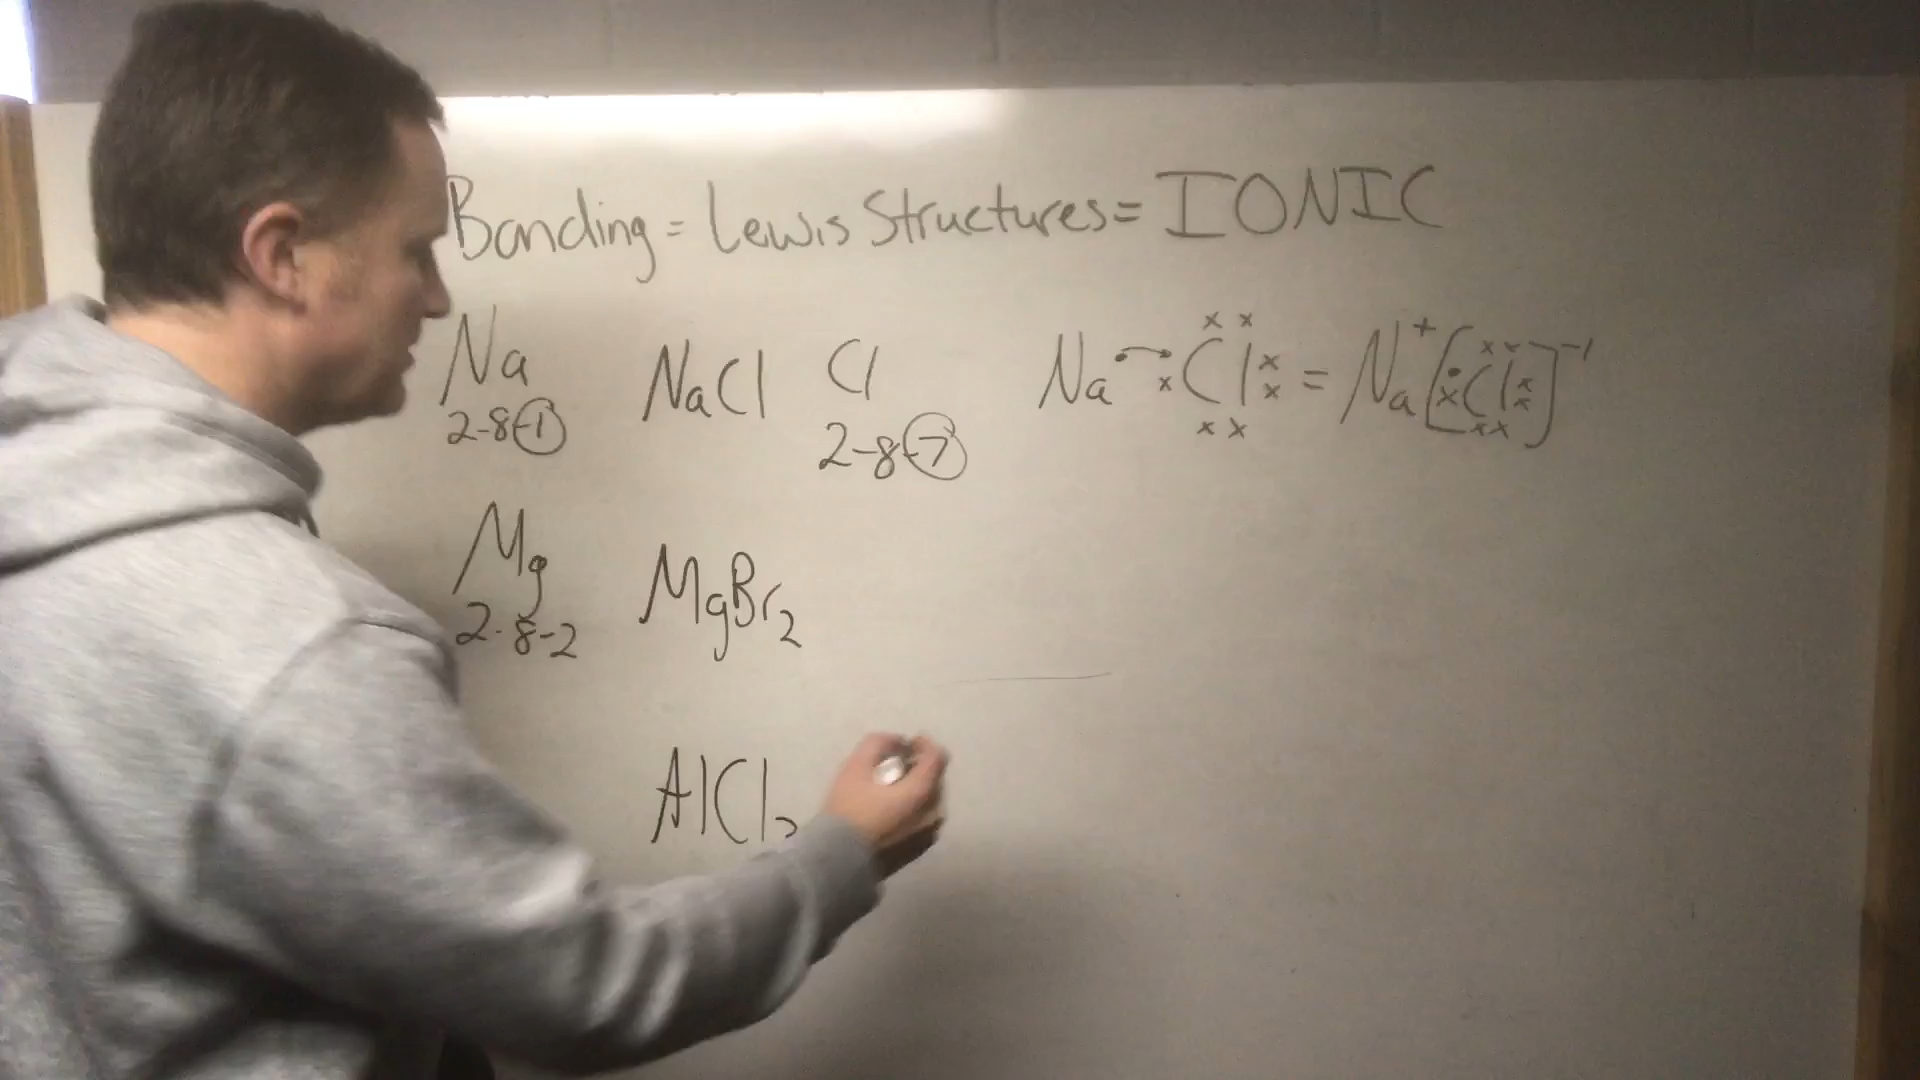 Bonding = Lewis Structures = IONIC
Na NaCl Cl Na • → x Cl x x x x x x = Na + [• x Cl x x x x x x] -1
2-8-1 2-8-7
Mg MgBr2
2-8-2
AlCl